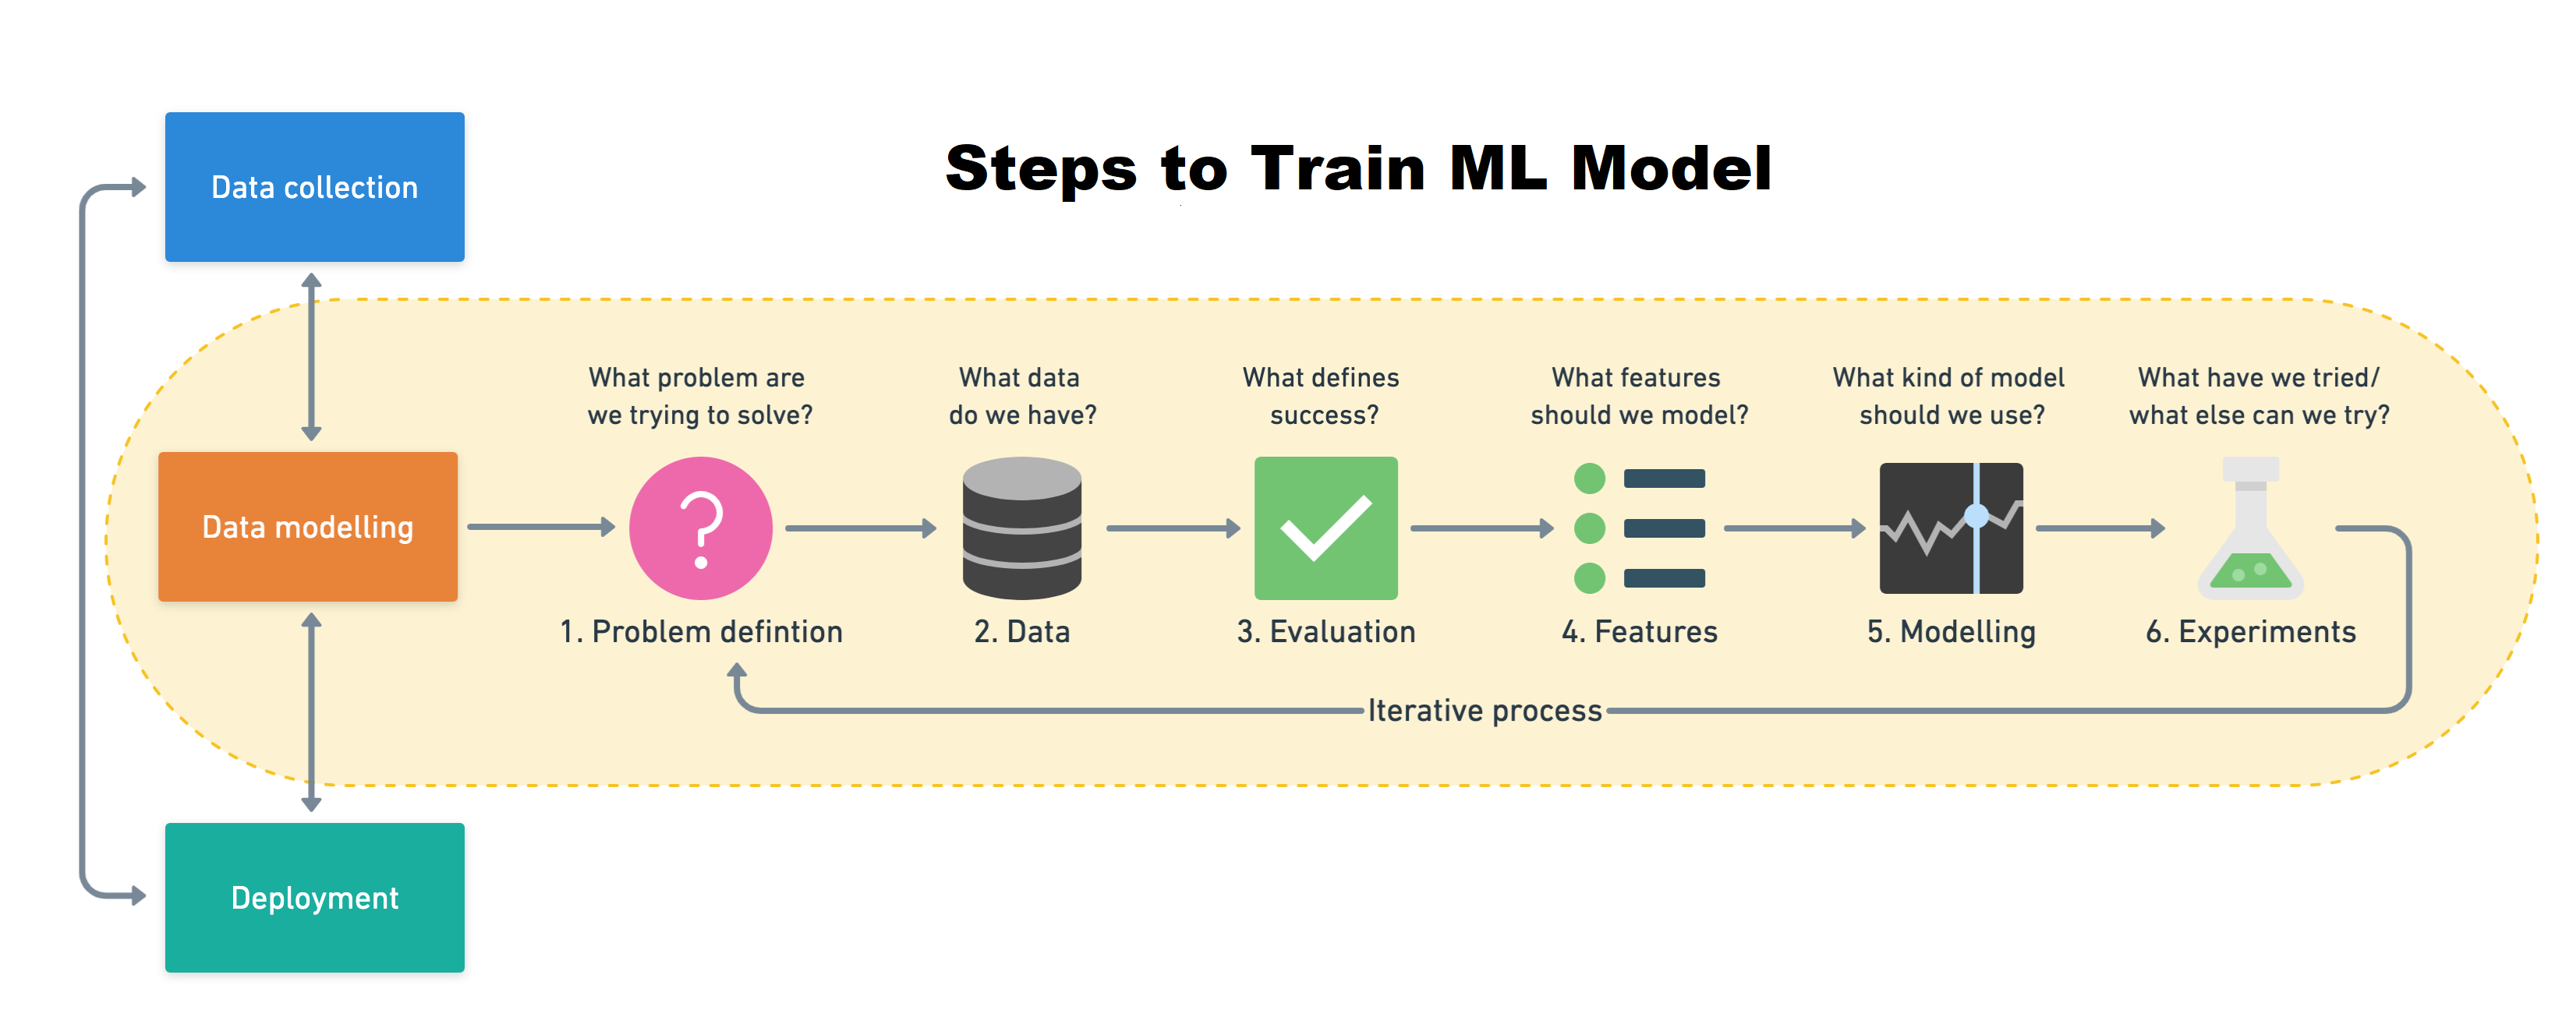 Steps to Train ML Model
Data collection
Data modelling
Deployment
What problem are
we trying to solve?
1. Problem defintion
What data
do we have?
2. Data
What defines
success?
3. Evaluation
What features
should we model?
4. Features
What kind of model
should we use?
5. Modelling
What have we tried/
what else can we try?
6. Experiments
Iterative process